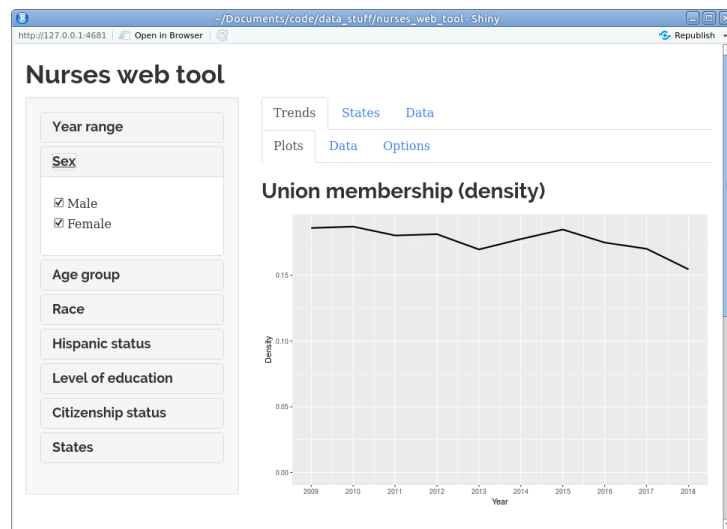 ~/Documents/code/data_stuff/nurses_web_tool - Shiny
http://127.0.0.1:4681 Open in Browser Republish
Nurses web tool
Year range
Sex
Male
Female
Age group
Race
Hispanic status
Level of education
Citizenship status
States
Trends States Data
Plots Data Options
Union membership (density)
Density
0.15
0.10
0.05
0.00
2009 2010 2011 2012 2013 2014 2015 2016 2017 2018
Year